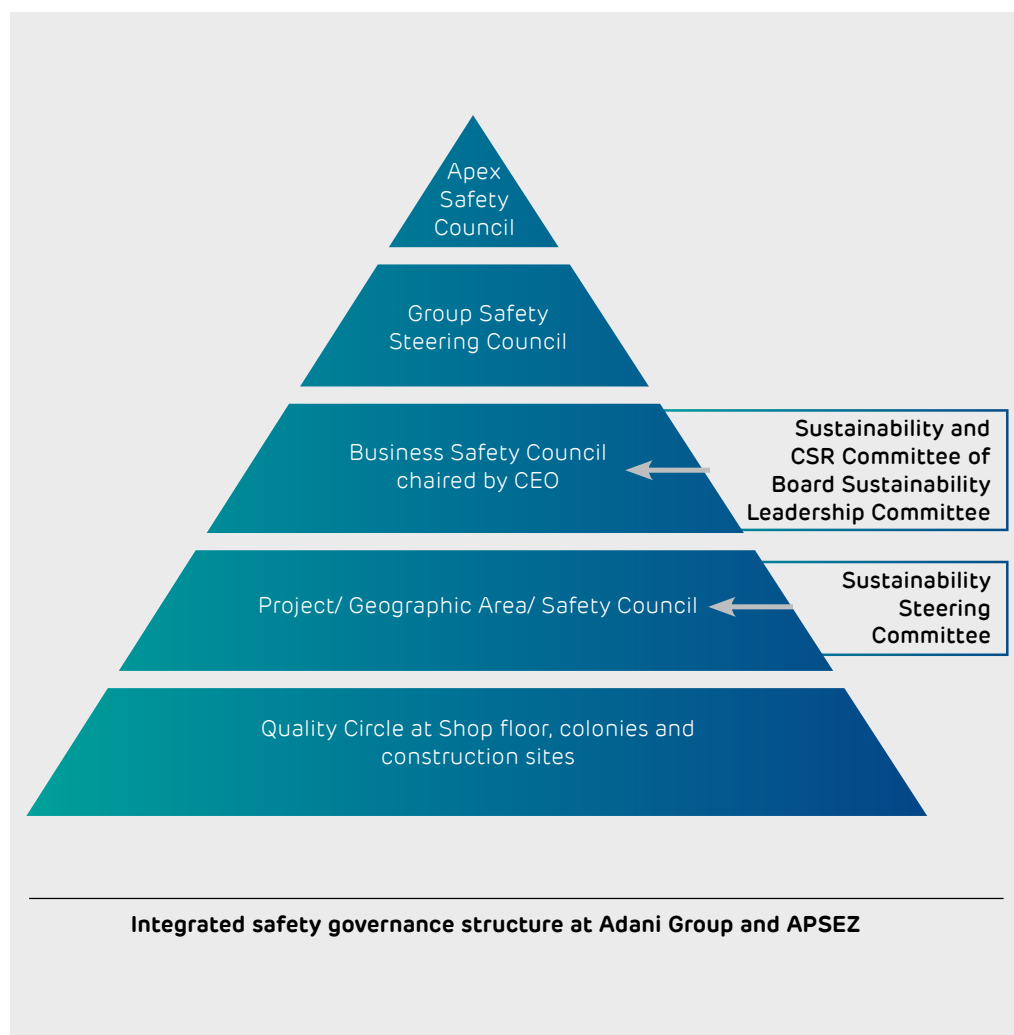 Apex
Safety
Council
Group Safety
Steering Council
Business Safety Council
chaired by CEO
Sustainability and
CSR Committee of
Board Sustainability
Leadership Committee
Project/ Geographic Area/ Safety Council
Sustainability
Steering
Committee
Quality Circle at Shop floor, colonies and
construction sites
Integrated safety governance structure at Adani Group and APSEZ